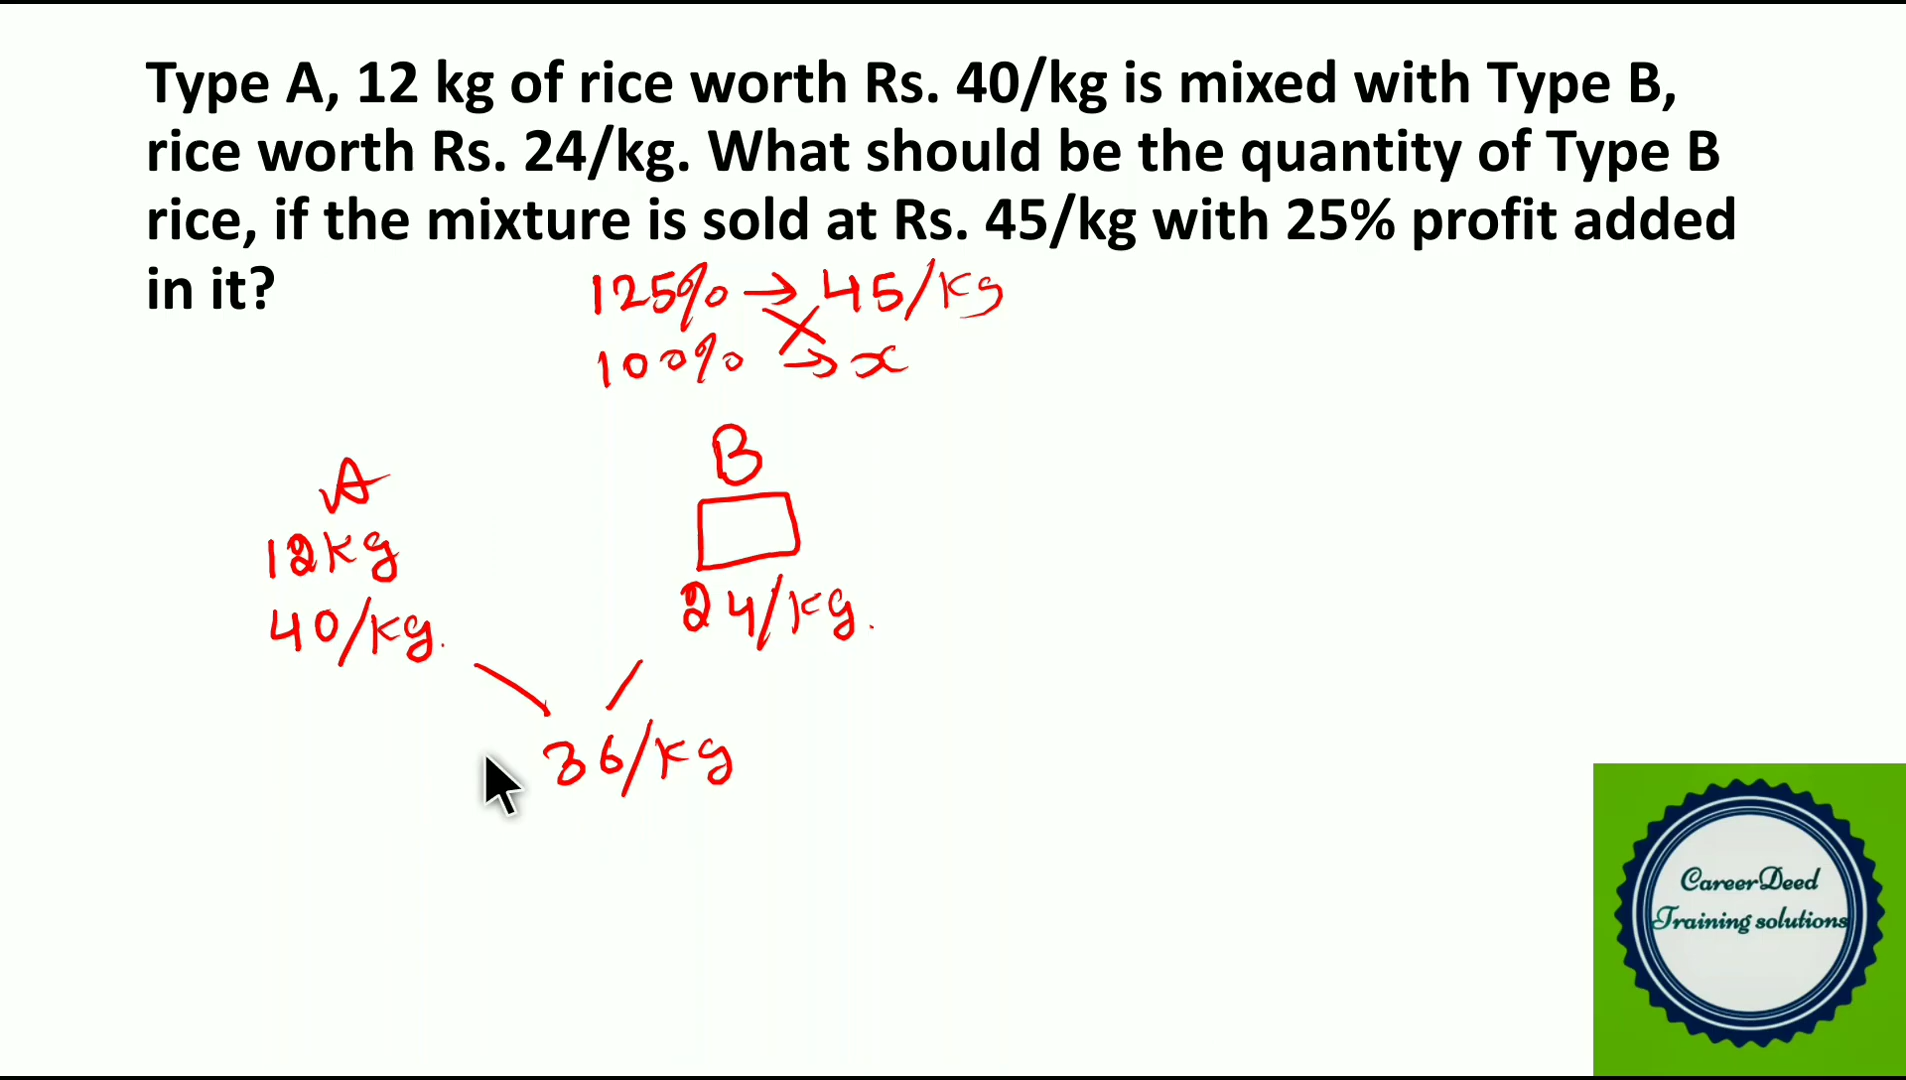 Type A, 12 kg of rice worth Rs. 40/kg is mixed with Type B,
rice worth Rs. 24/kg. What should be the quantity of Type B
rice, if the mixture is sold at Rs. 45/kg with 25% profit added
in it?
125% → 45/kg
100% → x
A
12kg
40/kg.
B
24/kg.
36/kg
CareerDeed
Training solutions